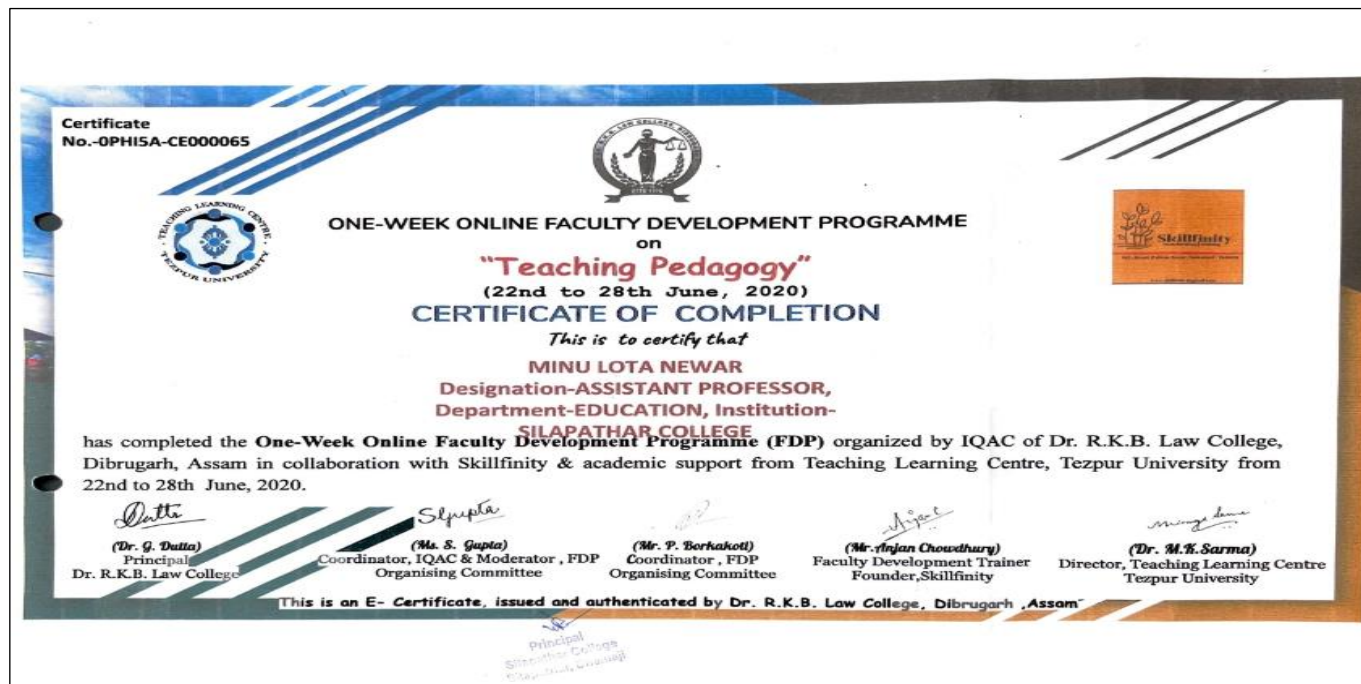 Certificate
No.-0PHI5A-CE000065
TEACHING LEARNING CENTRE,
TEZPUR UNIVERSITY
Skillfinity
ONE-WEEK ONLINE FACULTY DEVELOPMENT PROGRAMME
on
"Teaching Pedagogy"
(22nd to 28th June, 2020)
CERTIFICATE OF COMPLETION
This is to certify that
MINU LOTA NEWAR
Designation-ASSISTANT PROFESSOR,
Department-EDUCATION, Institution-
SILAPATHAR COLLEGE
has completed the One-Week Online Faculty Development Programme (FDP) organized by IQAC of Dr. R.K.B. Law College,
Dibrugarh, Assam in collaboration with Skillfinity & academic support from Teaching Learning Centre, Tezpur University from
22nd to 28th June, 2020.
(Dr. G. Dutta)
Principal
Dr. R.K.B. Law College
(Ms. S. Gupta)
Coordinator, IQAC & Moderator , FDP
Organising Committee
(Mr. P. Borkakoti)
Coordinator , FDP
Organising Committee
(Mr.Anjan Chowdhury)
Faculty Development Trainer
Founder,Skillfinity
(Dr. M.K.Sarma)
Director, Teaching Learning Centre
Tezpur University
This is an E- Certificate, issued and authenticated by Dr. R.K.B. Law College, Dibrugarh ,Assam
Principal
Silapathar College